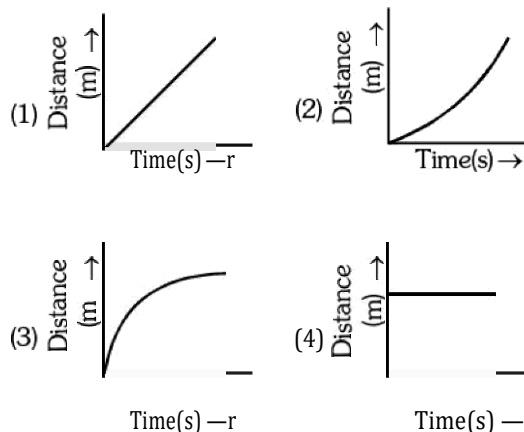 (1) Distance (m) →
Time(s) —r
(2) Distance (m) →
Time(s) →
(3) Distance (m →
Time(s) —r
(4) Distance (m) →
Time(s) —